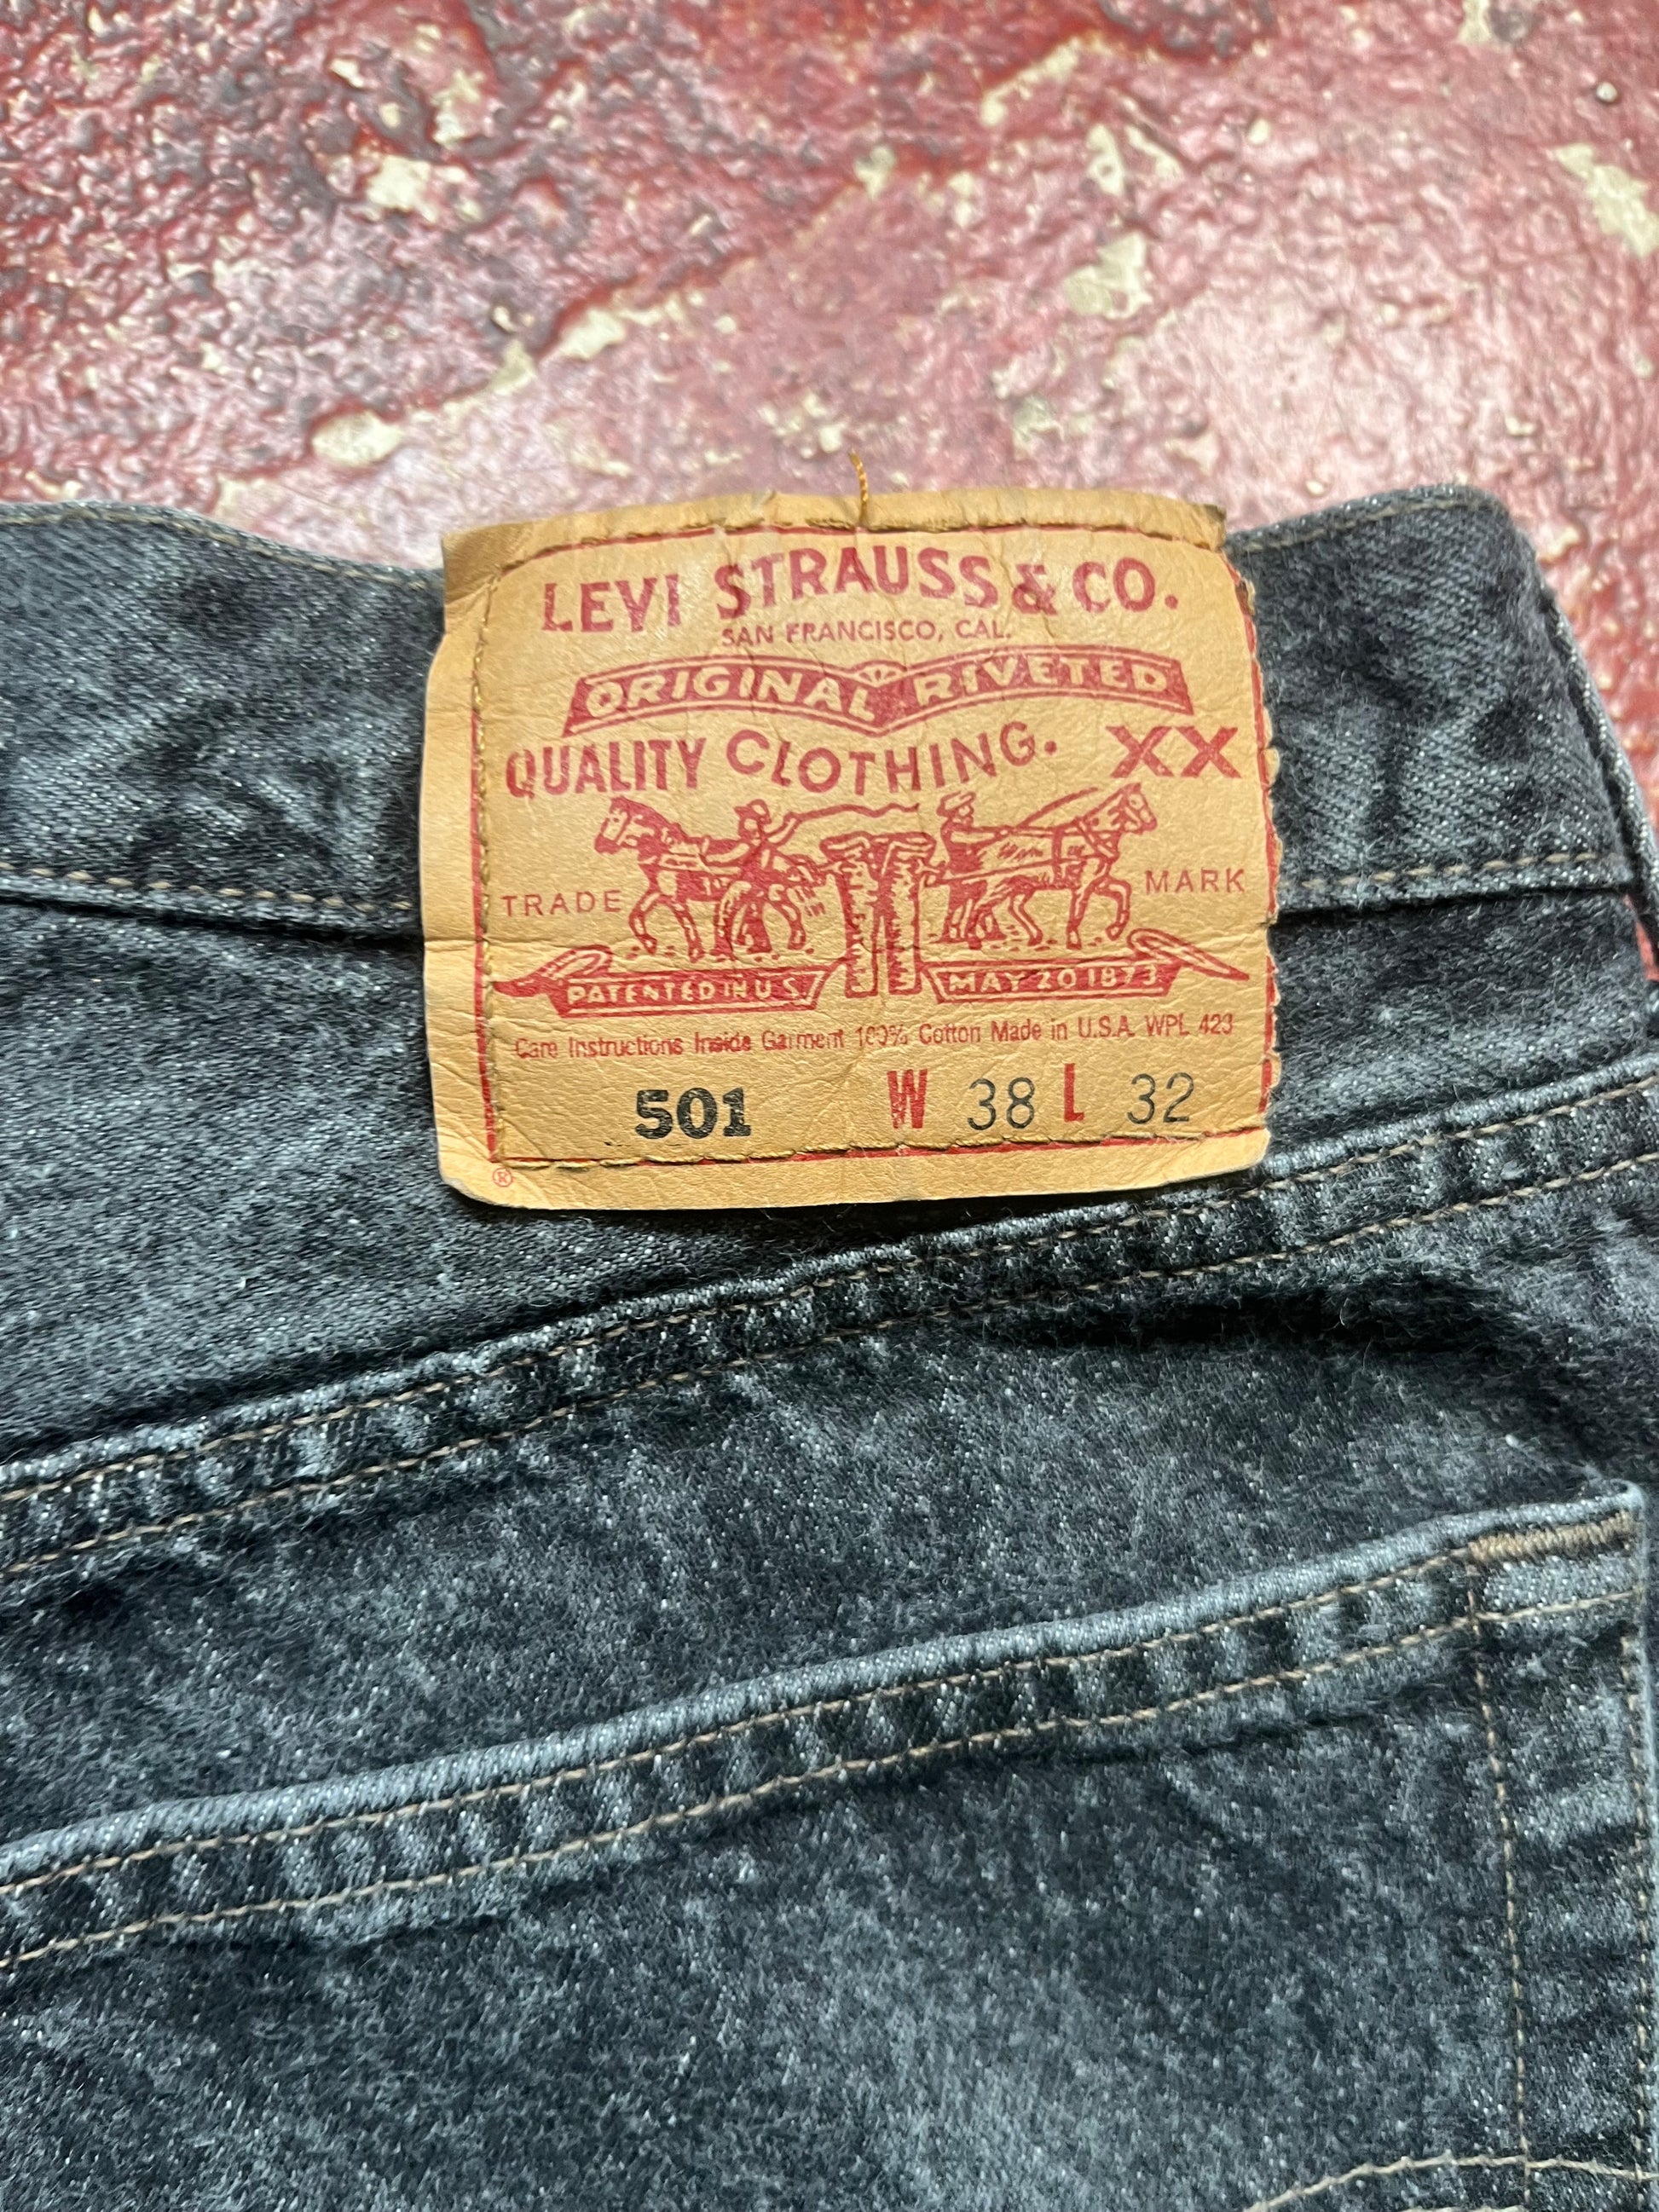 LEVI STRAUSS & CO.
SAN FRANCISCO, CAL.
ORIGINAL RIVETED
QUALITY CLOTHING. XX
TRADE MARK
PATENTED IN U.S. MAY 20 1873
Care Instructions Inside Garment 100% Cotton Made in U.S.A. WPL 423
501 W 38 L 32
®